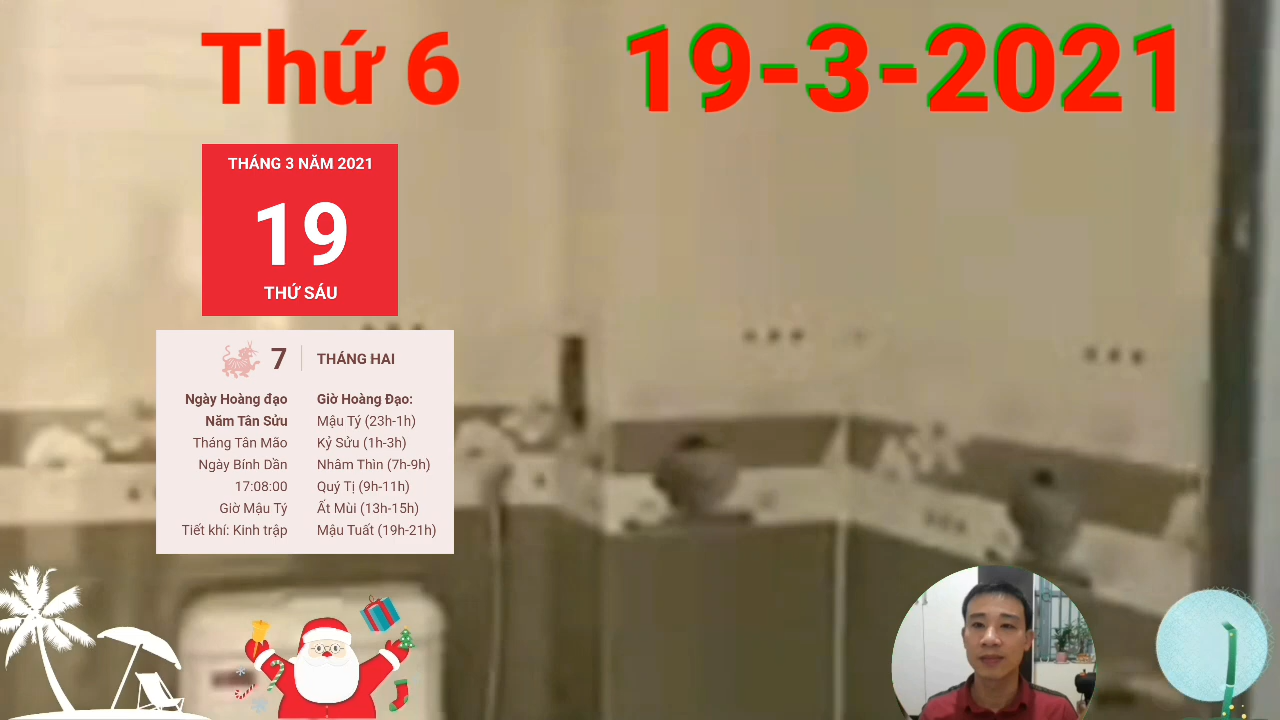 Thứ 6
19-3-2021
THÁNG 3 NĂM 2021
19
THỨ SÁU
7
THÁNG HAI
Ngày Hoàng đạo
Năm Tân Sửu
Tháng Tân Mão
Ngày Bính Dần
17:08:00
Giờ Mậu Tý
Tiết khí: Kinh trập
Giờ Hoàng Đạo:
Mậu Tý (23h-1h)
Kỷ Sửu (1h-3h)
Nhâm Thìn (7h-9h)
Quý Tị (9h-11h)
Ất Mùi (13h-15h)
Mậu Tuất (19h-21h)